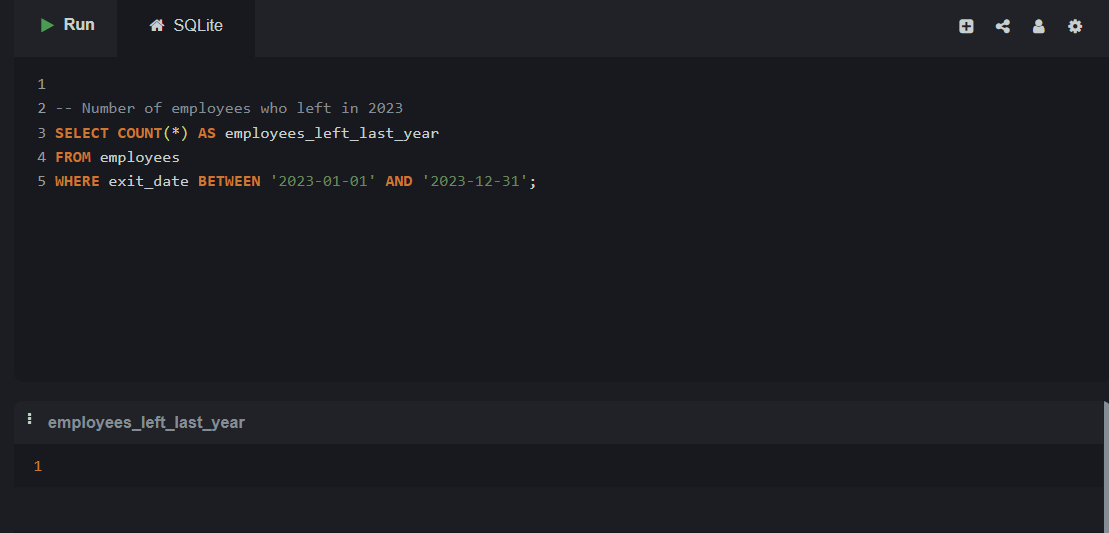 Run
SQLite
1
2 -- Number of employees who left in 2023
3 SELECT COUNT(*) AS employees_left_last_year
4 FROM employees
5 WHERE exit_date BETWEEN '2023-01-01' AND '2023-12-31';
employees_left_last_year
1